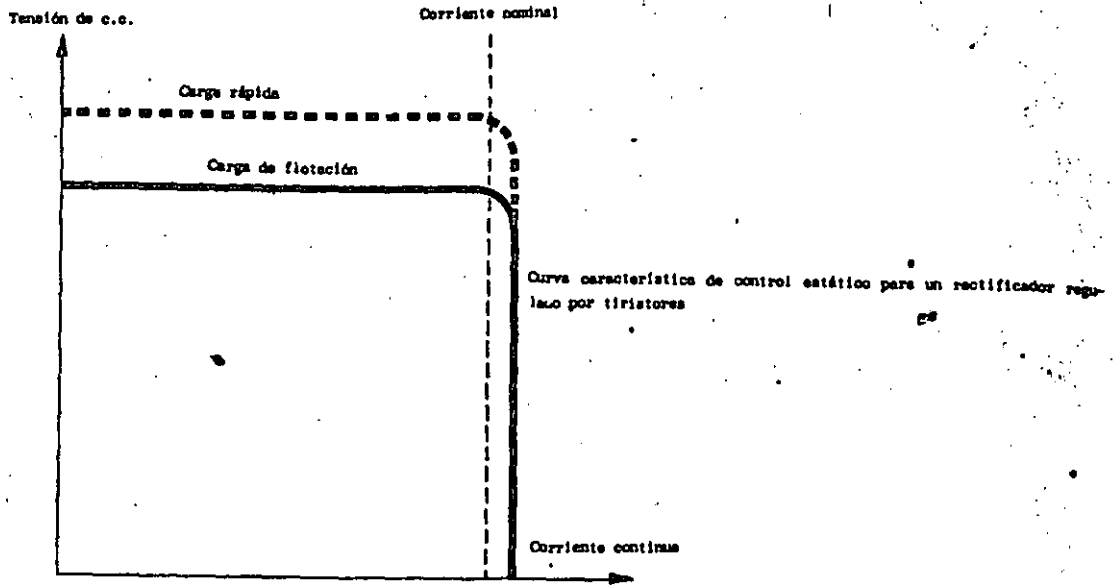 Tensión de c.c.
Corriente nominal
Carga rápida
Carga de flotación
Curva característica de control estático para un rectificador regu-
lado por tiristores
Corriente continua